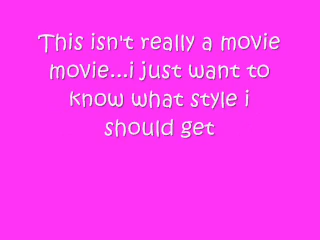 This isn't really a movie
movie...i just want to
know what style i
should get